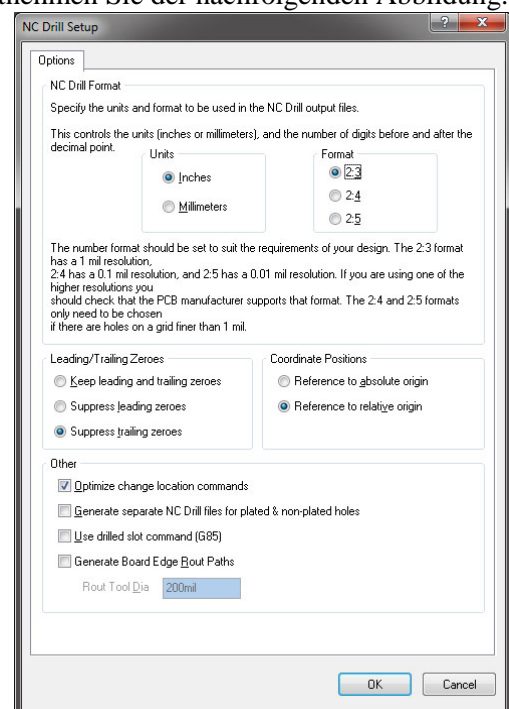 entnehmen Sie der nachfolgenden Abbildung.
NC Drill Setup
Options
NC Drill Format
Specify the units and format to be used in the NC Drill output files.
This controls the units (inches or millimeters), and the number of digits before and after the
decimal point.
Units
Inches
Millimeters
Format
2:3
2:4
2:5
The number format should be set to suit the requirements of your design. The 2:3 format
has a 1 mil resolution,
2:4 has a 0.1 mil resolution, and 2:5 has a 0.01 mil resolution. If you are using one of the
higher resolutions you
should check that the PCB manufacturer supports that format. The 2:4 and 2:5 formats
only need to be
chosen
if there are holes on a grid finer than 1 mil.
Leading/Trailing Zeroes
Keep leading and trailing zeroes
Suppress leading zeroes
Suppress trailing zeroes
Coordinate Positions
Reference to absolute origin
Reference to relative origin
Other
Optimize change location commands
Generate separate NC Drill files for plated & non-plated holes
Use drilled slot command (G85)
Generate Board Edge Rout Paths
Rout Tool Dia 200mil
OK Cancel